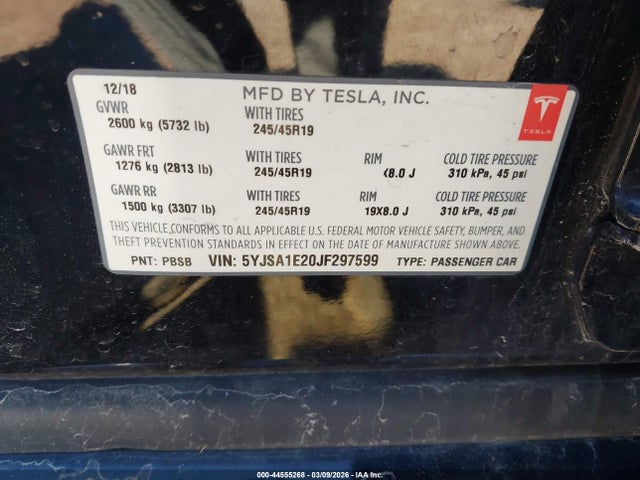 12/18
MFD BY TESLA, INC.
GVWR
2600 kg (5732 lb)
WITH TIRES
245/45R19
TESLA
GAWR FRT
1276 kg (2813 lb)
WITH TIRES
245/45R19
RIM
<8.0 J
COLD TIRE PRESSURE
310 kPa, 45 psi
GAWR RR
1500 kg (3307 lb)
WITH TIRES
245/45R19
RIM
19X8.0 J
COLD TIRE PRESSURE
310 kPa, 45 psi
THIS VEHICLE CONFORMS TO ALL APPLICABLE U.S. FEDERAL MOTOR VEHICLE SAFETY, BUMPER, AND
THEFT PREVENTION STANDARDS IN EFFECT ON THE DATE OF MANUFACTURE SHOWN ABOVE.
PNT: PBSB VIN: 5YJSA1E20JF297599 TYPE: PASSENGER CAR
000-44555268 - 03/09/2026 - IAA Inc.